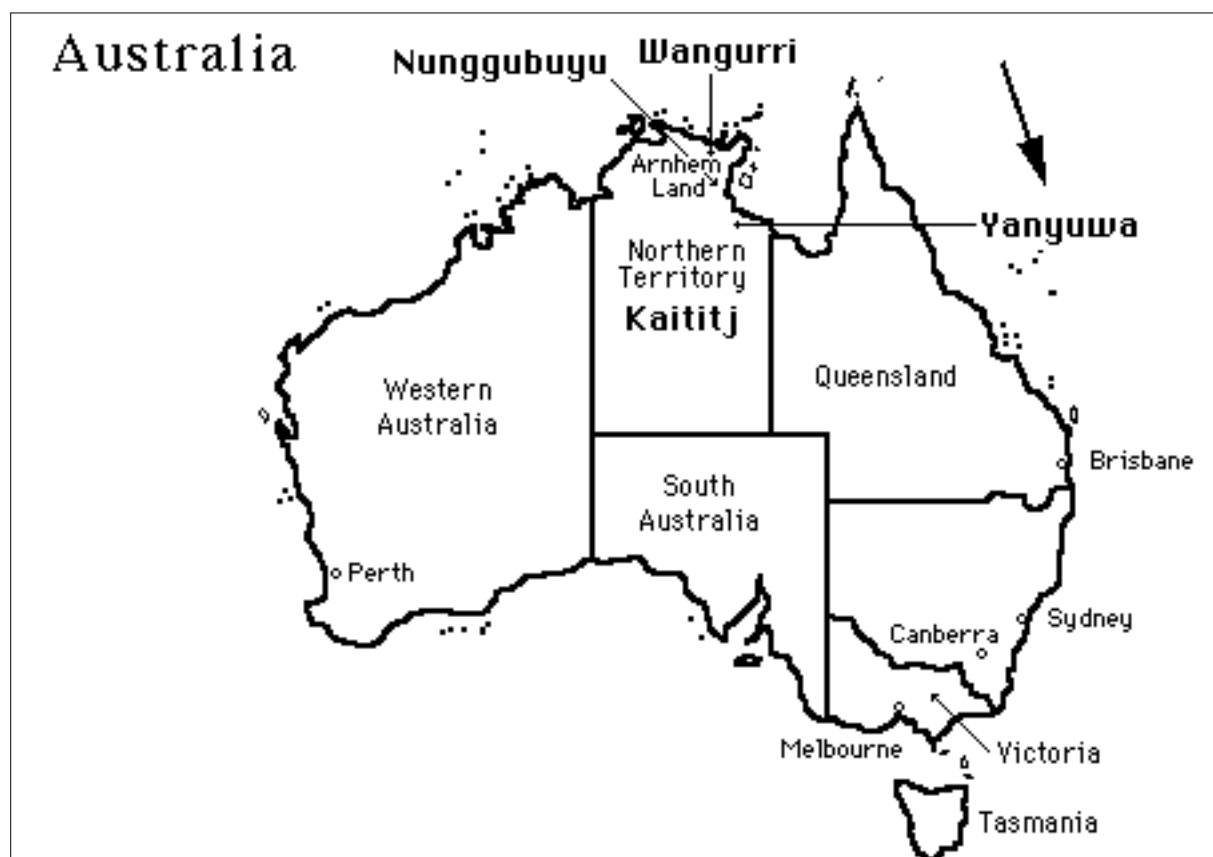 Australia
Nunggubuyu
Wangurri
Arnhem
Land
Yanyuwa
Northern
Territory
Kaititj
Western
Australia
Queensland
Brisbane
South
Australia
Perth
Canberra
Sydney
Melbourne
Victoria
Tasmania